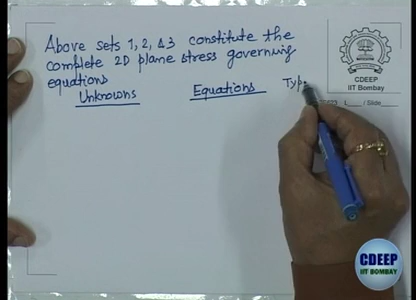 Above sets 1, 2, & 3 constitute the
complete 2D plane stress governing
equations
Unknowns Equations Typ
CDEEP
IIT Bombay
CDEEP
IIT BOMBAY